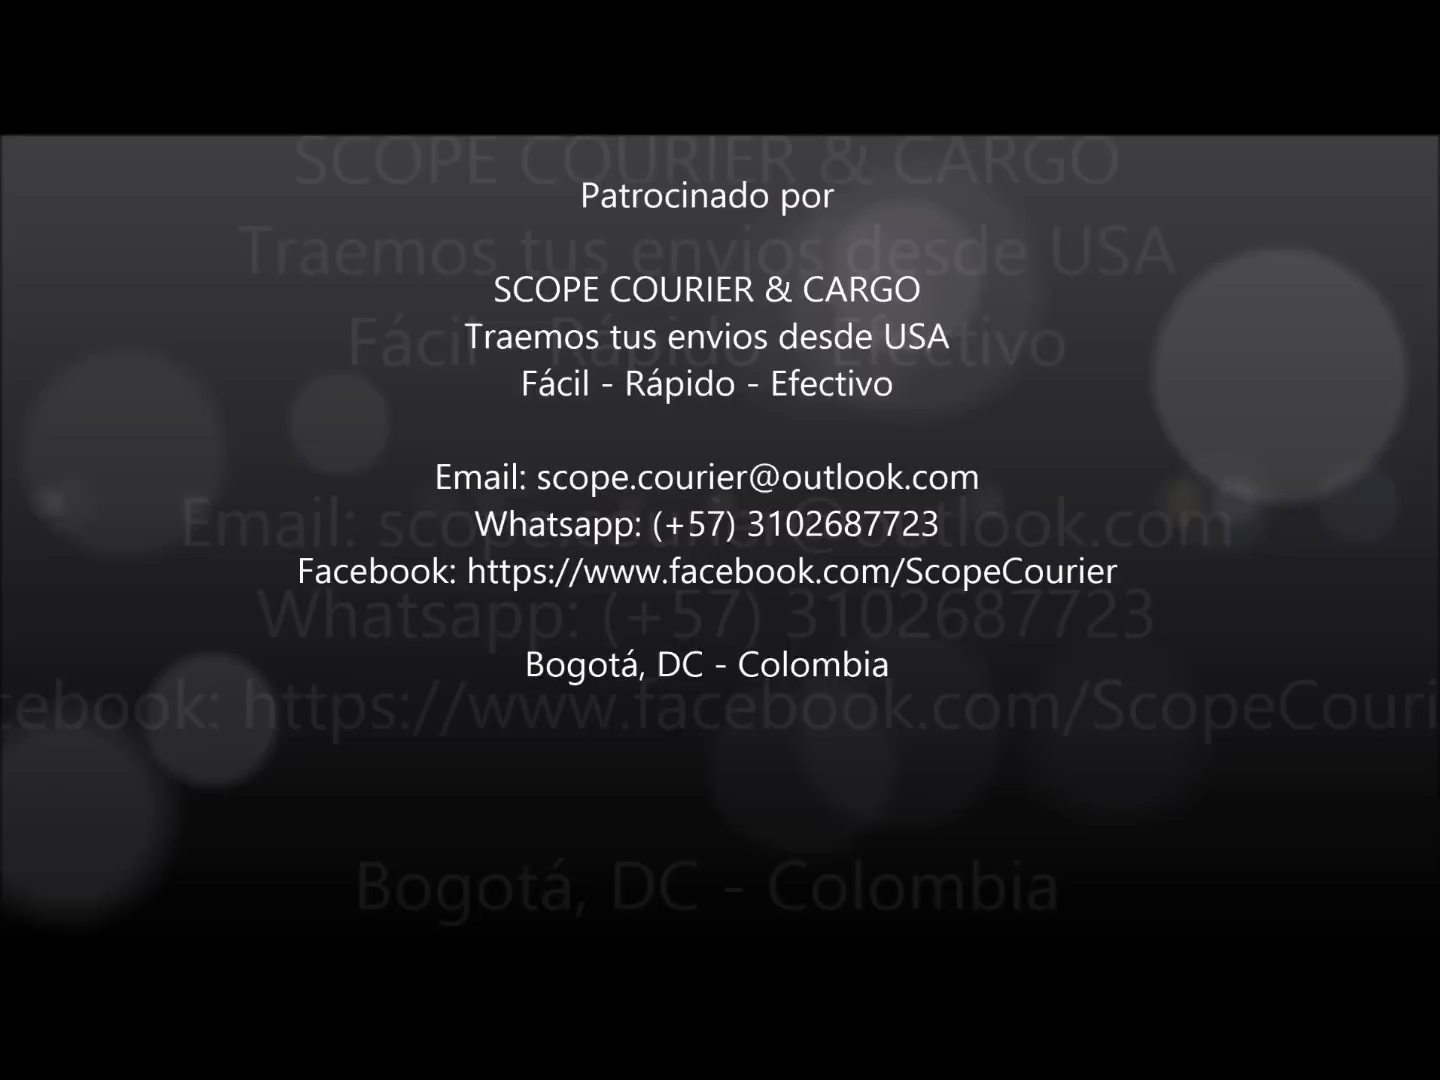 Patrocinado por
SCOPE COURIER & CARGO
Traemos tus envios desde USA
Fácil - Rápido - Efectivo
Email: scope.courier@outlook.com
Whatsapp: (+57) 3102687723
Facebook: https://www.facebook.com/ScopeCourier
Bogotá, DC - Colombia